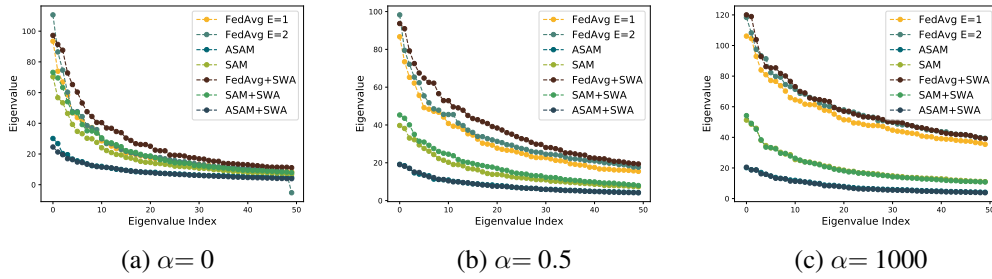 FedAvg E=1
FedAvg E=2
ASAM
SAM
FedAvg+SWA
SAM+SWA
ASAM+SWA
Eigenvalue
100
80
60
40
20
0
0 10 20 30 40 50
Eigenvalue Index
(a) α= 0
FedAvg E=1
FedAvg E=2
ASAM
SAM
FedAvg+SWA
SAM+SWA
ASAM+SWA
Eigenvalue
100
80
60
40
20
0
0 10 20 30 40 50
Eigenvalue Index
(b) α= 0.5
FedAvg E=1
FedAvg E=2
ASAM
SAM
FedAvg+SWA
SAM+SWA
ASAM+SWA
Eigenvalue
120
100
80
60
40
20
0
0 10 20 30 40 50
Eigenvalue Index
(c) α= 1000